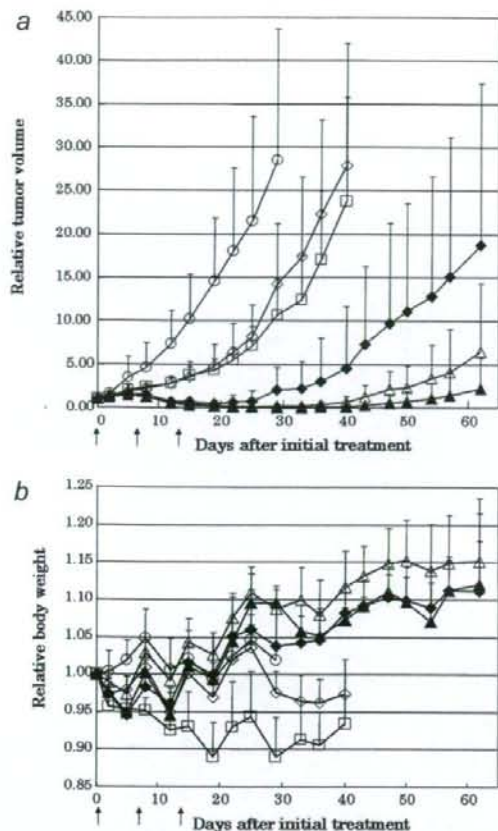 a
45.00
40.00
35.00
30.00
25.00
20.00
15.00
10.00
5.00
0.00
Relative tumor volume
0 10 20 30 40 50 60
Days after initial treatment
b
1.25
1.20
1.15
1.10
1.05
1.00
0.95
0.90
0.85
Relative body weight
0 10 20 30 40 50 60
Days after initial treatment